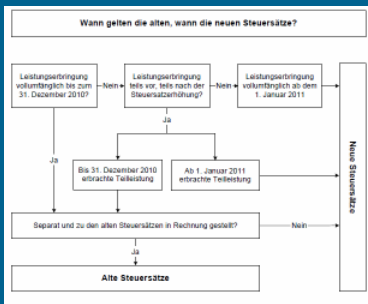 Wann gelten die alten, wann die neuen Steuersätze?
Leistungserbringung
vollumfänglich bis zum
31. Dezember 2010?
Nein
Leistungserbringung
teils vor, teils nach der
Steuersatzerhöhung?
Nein
Leistungserbringung
vollumfänglich ab dem
1. Januar 2011
Ja
Ja
Bis 31. Dezember 2010
erbrachte Teilleistung
Ab 1. Januar 2011
erbrachte Teilleistung
Neue Steuersätze
Separat und zu den alten Steuersätzen in Rechnung gestellt?
Nein
Ja
Alte Steuersätze